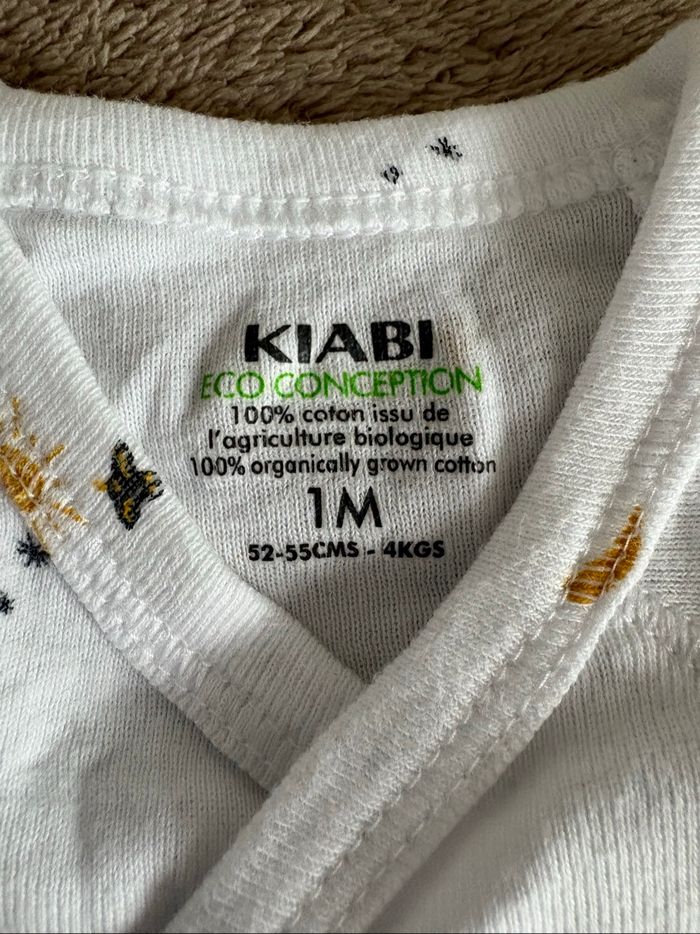 KIABI
ECO CONCEPTION
100% coton issu de
l'agriculture biologique
100% organically grown cotton
1M
52-55CMS - 4KGS